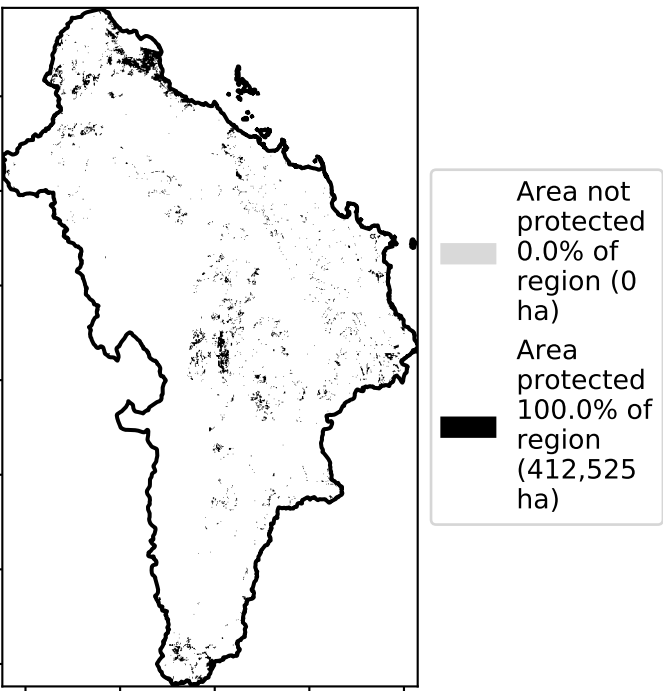 Area not
protected
0.0% of
region (0
ha)
Area
protected
100.0% of
region
(412,525
ha)